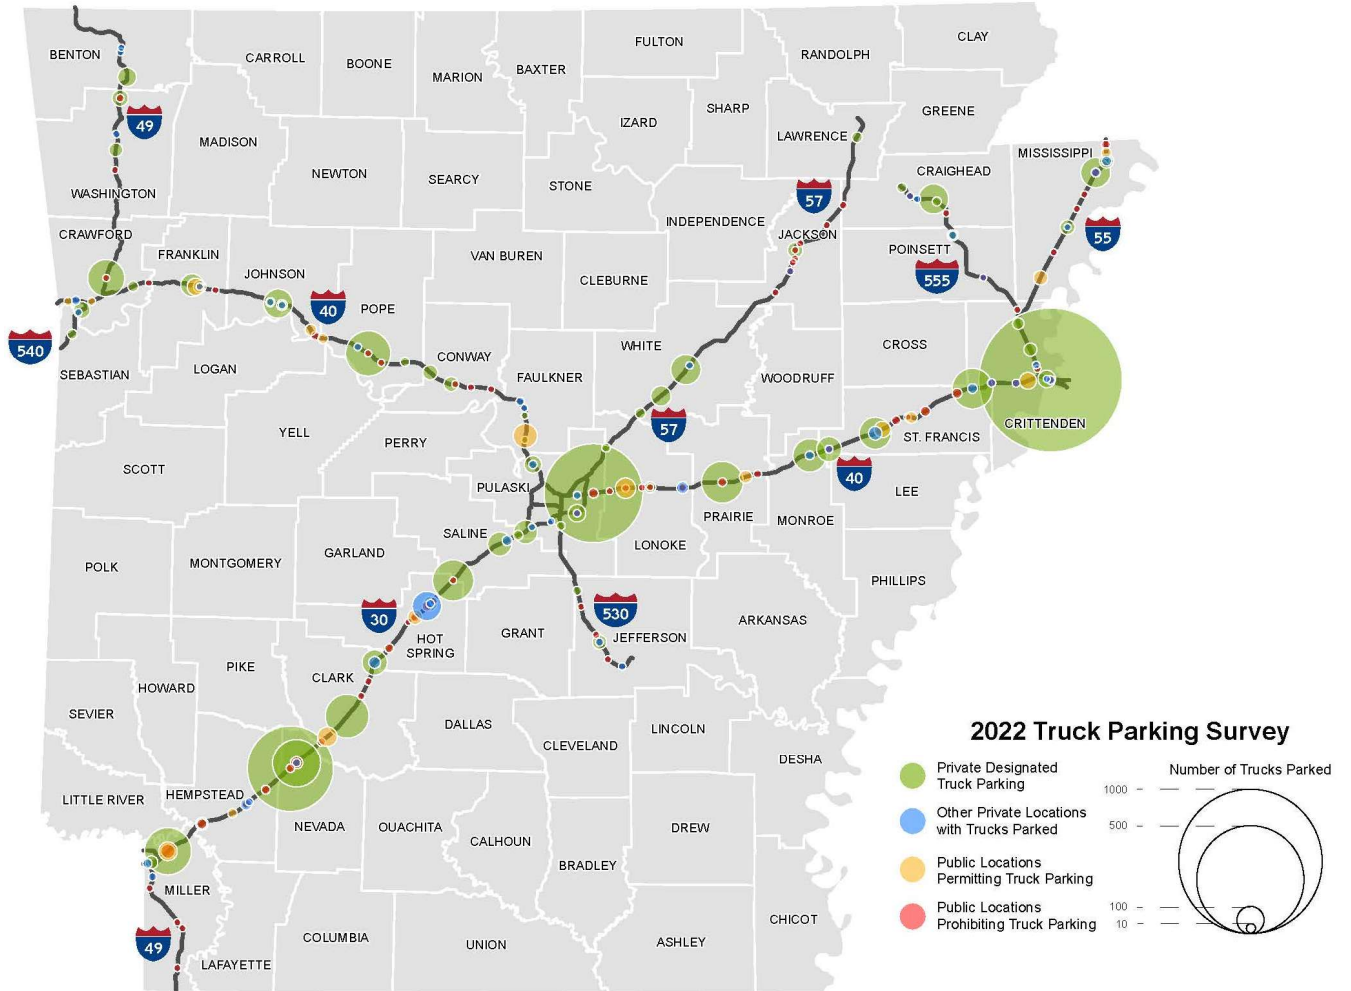 FULTON
CLAY
RANDOLPH
BENTON
CARROLL
BOONE
BAXTER
MARION
SHARP
GREENE
IZARD
49
LAWRENCE
MADISON
MISSISSIPPI
NEWTON
CRAIGHEAD
SEARCY
STONE
WASHINGTON
57
INDEPENDENCE
CRAWFORD
JACKSON
55
FRANKLIN
POINSETT
VAN BUREN
JOHNSON
555
CLEBURNE
40
POPE
540
WHITE
CROSS
CONWAY
LOGAN
SEBASTIAN
FAULKNER
WOODRUFF
57
CRITTENDEN
YELL
ST. FRANCIS
PERRY
SCOTT
40
PULASKI
LEE
PRAIRIE
MONROE
SALINE
LONOKE
GARLAND
MONTGOMERY
POLK
PHILLIPS
30
530
ARKANSAS
GRANT
JEFFERSON
HOT
SPRING
PIKE
CLARK
HOWARD
SEVIER
DALLAS
LINCOLN
CLEVELAND
DESHA
HEMPSTEAD
LITTLE RIVER
NEVADA
OUACHITA
DREW
CALHOUN
BRADLEY
MILLER
CHICOT
COLUMBIA
49
UNION
ASHLEY
LAFAYETTE
2022 Truck Parking Survey
Private Designated
Truck Parking
Other Private Locations
with Trucks Parked
Public Locations
Permitting Truck Parking
Public Locations
Prohibiting Truck Parking
Number of Trucks Parked
1000
500
100
10